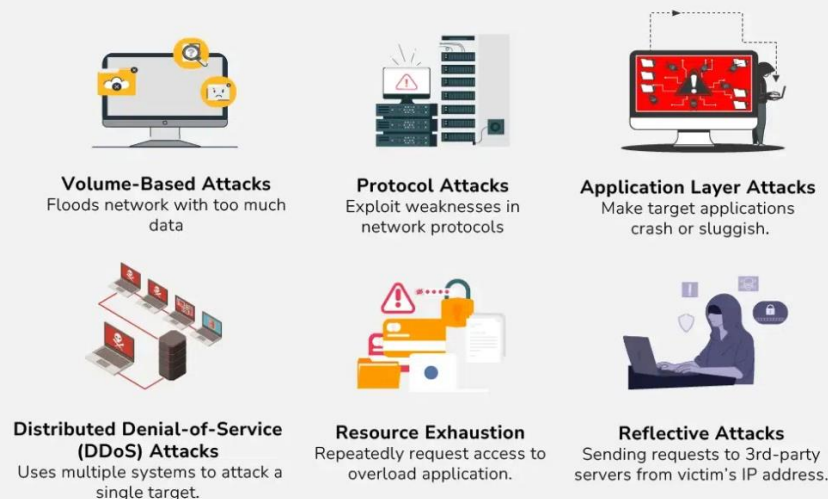 Volume-Based Attacks
Floods network with too much
data
Protocol Attacks
Exploit weaknesses in
network protocols
Application Layer Attacks
Make target applications
crash or sluggish.
Distributed Denial-of-Service
(DDoS) Attacks
Uses multiple systems to attack a
single target.
Resource Exhaustion
Repeatedly request access to
overload application.
Reflective Attacks
Sending requests to 3rd-party
servers from victim's IP address.